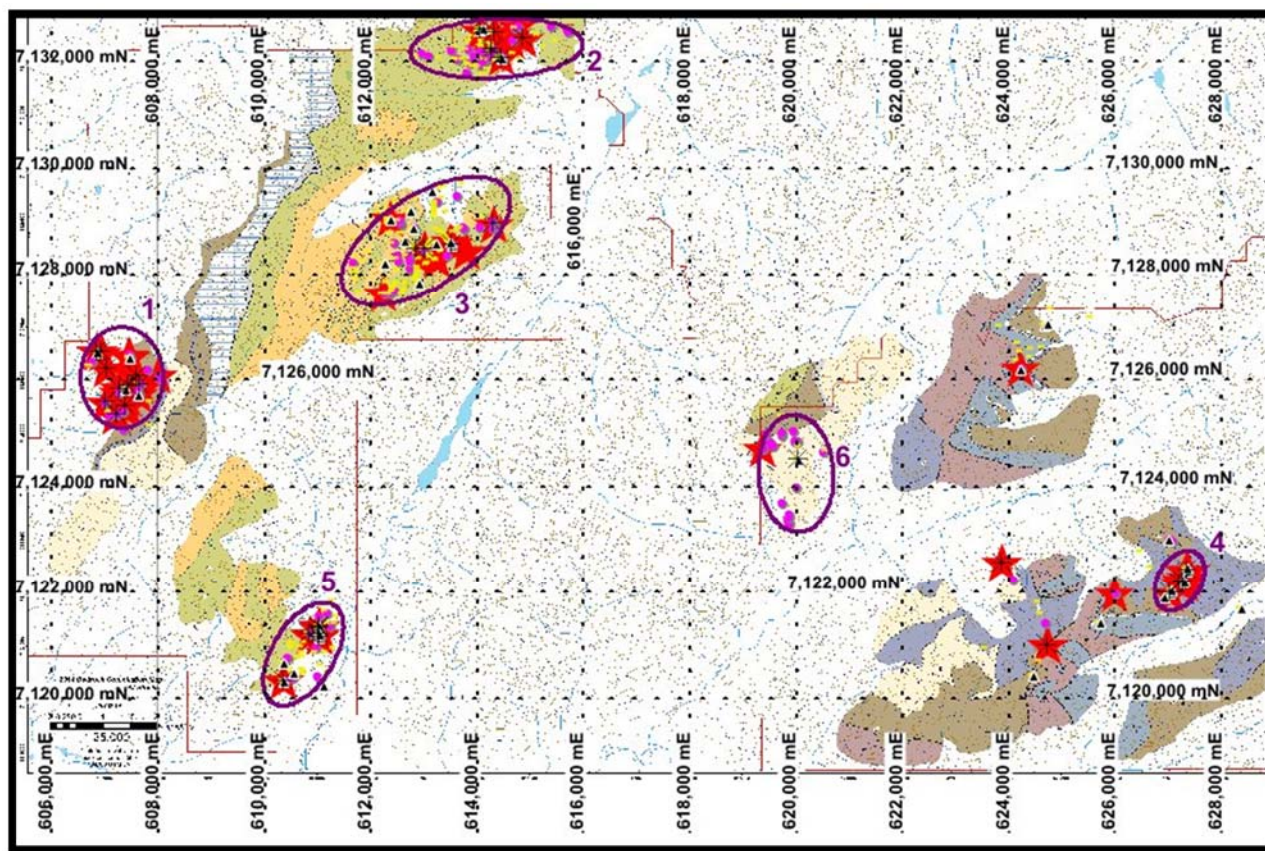 7,132,000 mN
608,000 mE
619,000 mE
612,000 mE
2
618,000 mE
620,000 mE
622,000 mE
624,000 mE
626,000 mE
628,000 mE
7,130,000 mN
7,130,000 mN
616,000 mE
7,128,000 mN
7,128,000 mN
3
1
7,126,000 mN
7,126,000 mN
6
7,124,000 mN
7,124,000 mN
4
7,122,000 mN
5
7,122,000 mN
7,120,000 mN
7,120,000 mN
25,000
606,000 mE
608,000 mE
619,000 mE
612,000 mE
614,000 mE
618,000 mE
620,000 mE
622,000 mE
624,000 mE
626,000 mE
628,000 mE